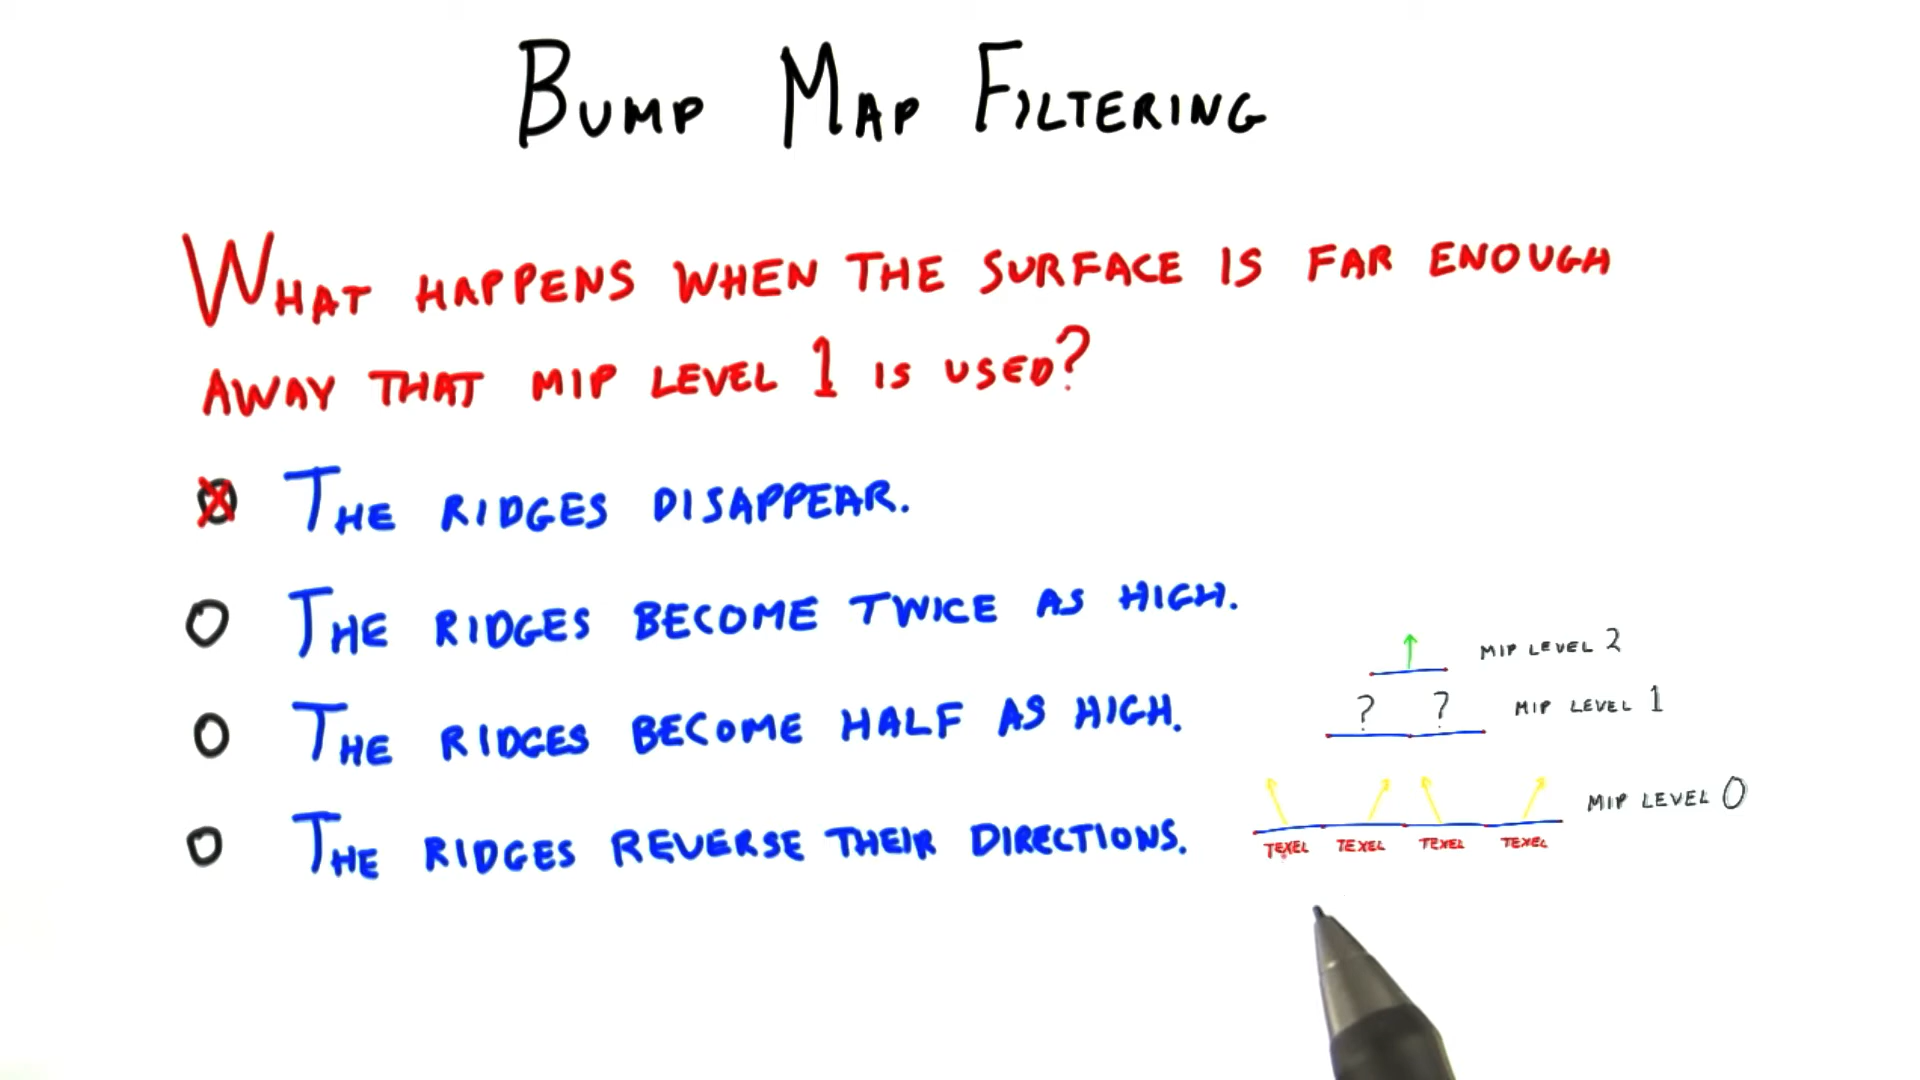 BUMP MAP FILTERING
WHAT HAPPENS WHEN THE SURFACE IS FAR ENOUGH
AWAY THAT MIP LEVEL 1 IS USED?
X THE RIDGES DISAPPEAR.
THE RIDGES BECOME TWICE AS HIGH.
THE RIDGES BECOME HALF AS HIGH.
THE RIDGES REVERSE THEIR DIRECTIONS.
MIP LEVEL 2
? ? MIP LEVEL 1
MIP LEVEL 0
TEXEL TEXEL TEXEL TEXEL